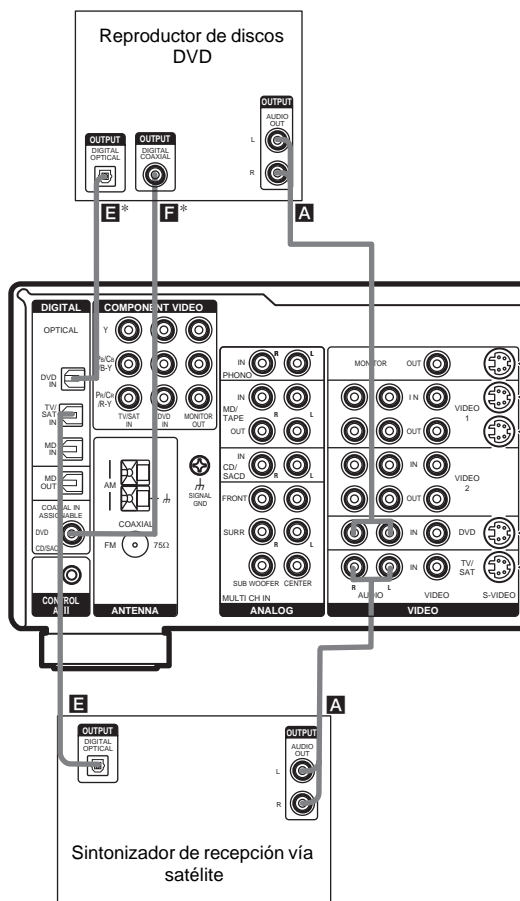 Reproductor de discos
DVD
OUTPUT
AUDIO
OUT
L
R
OUTPUT
DIGITAL
OPTICAL
OUTPUT
DIGITAL
COAXIAL
E*
F*
A
DIGITAL
COMPONENT VIDEO
OPTICAL
Y
PB/CB
/B-Y
PR/CR
/R-Y
DVD
IN
TV/
SAT
IN
MD
IN
MD
OUT
COAXIAL IN
ASSIGNABLE
DVD
CD/SACD
CONTROL
A1II
TV/SAT
IN
DVD
IN
MONITOR
OUT
AM
COAXIAL
FM
75Ω
ANTENNA
SIGNAL
GND
IN
R
L
PHONO
IN
MD/
TAPE
R
L
OUT
IN
CD/
SACD
R
L
FRONT
SURR
R
L
SUB WOOFER
CENTER
MULTI CH IN
ANALOG
MONITOR
OUT
IN
VIDEO
1
OUT
IN
VIDEO
2
OUT
IN
DVD
IN
TV/
SAT
R
L
AUDIO
VIDEO
S-VIDEO
VIDEO
E
A
OUTPUT
DIGITAL
OPTICAL
OUTPUT
AUDIO
OUT
L
R
Sintonizador de recepción vía
satélite